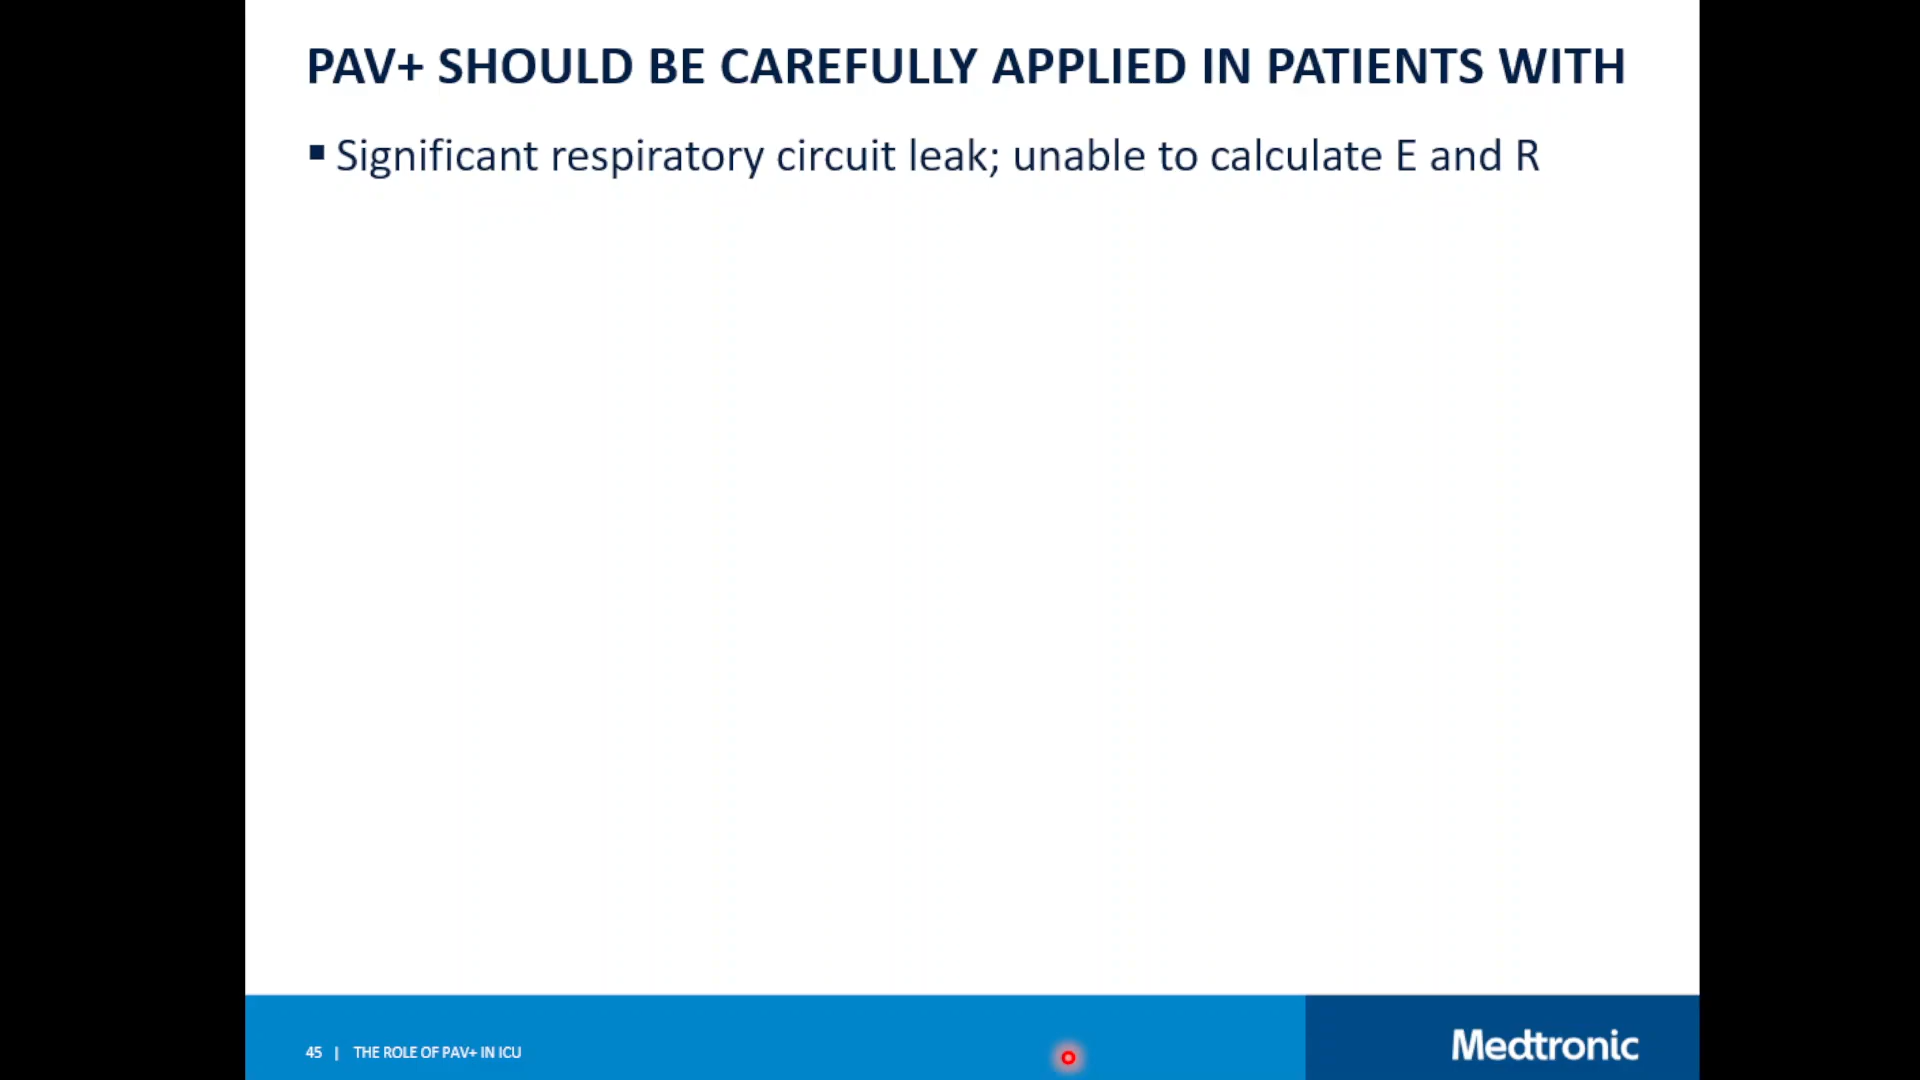 PAV+ SHOULD BE CAREFULLY APPLIED IN PATIENTS WITH
▪ Significant respiratory circuit leak; unable to calculate E and R
45 | THE ROLE OF PAV+ IN ICU
Medtronic